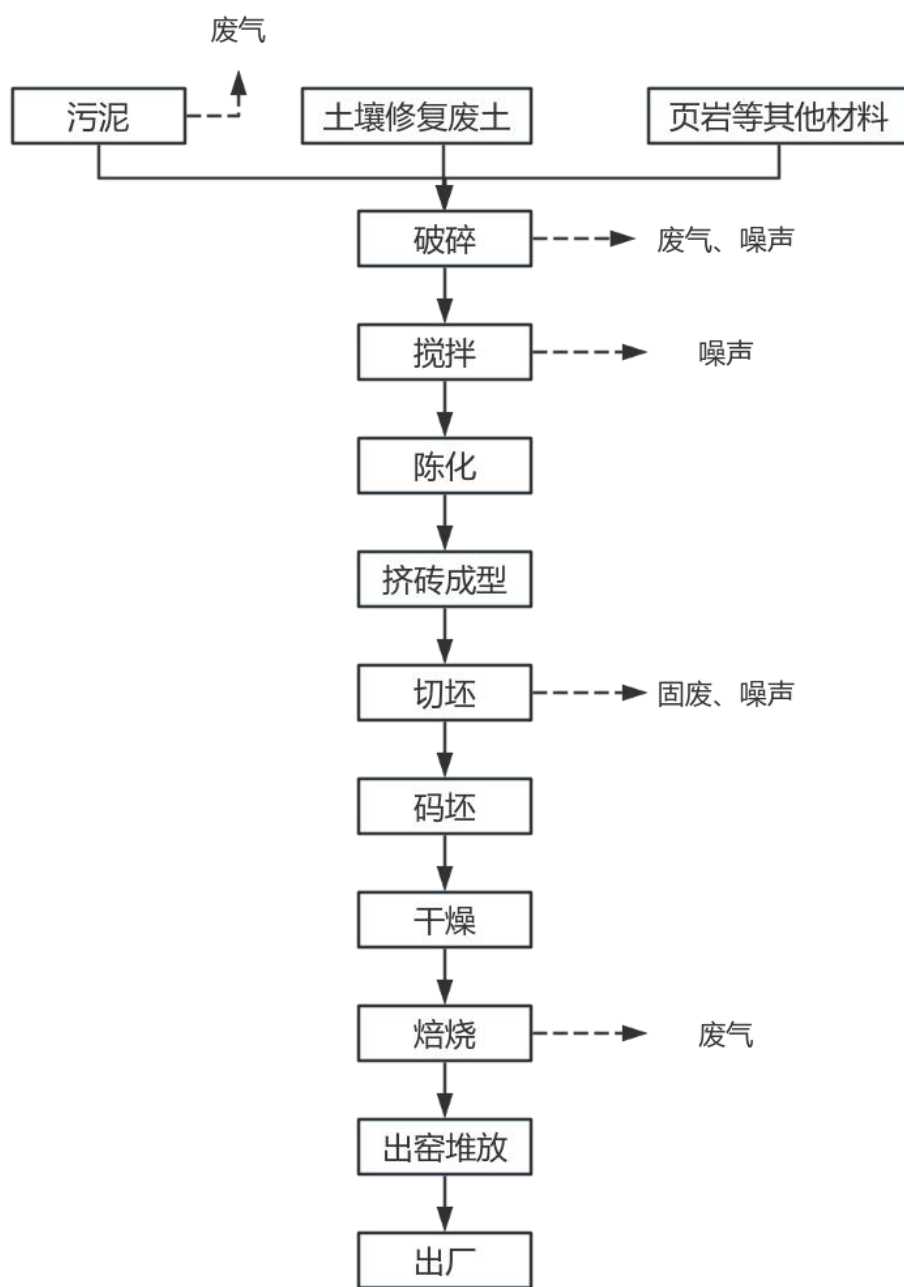 废气
污泥
土壤修复废土
页岩等其他材料
破碎
废气、噪声
搅拌
噪声
陈化
挤砖成型
切坯
固废、噪声
码坯
干燥
焙烧
废气
出窑堆放
出厂